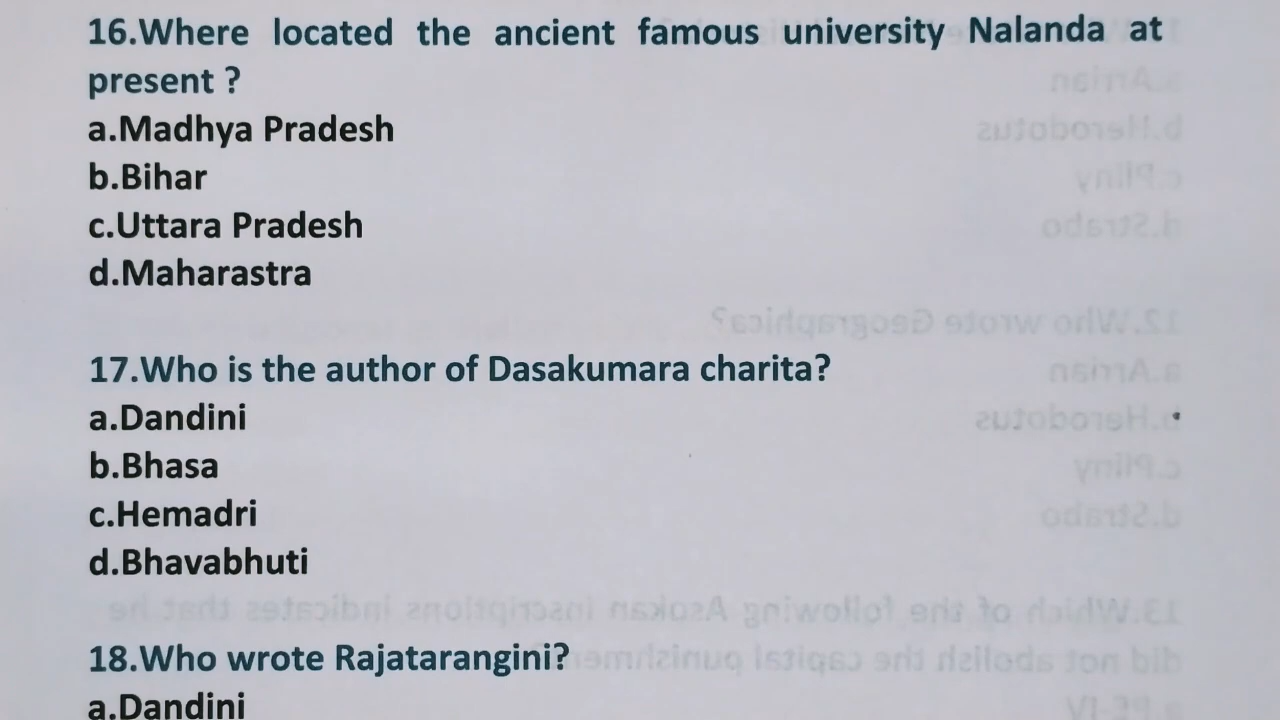 16.Where located the ancient famous university Nalanda at
present ?
a.Madhya Pradesh
b.Bihar
c.Uttara Pradesh
d.Maharastra
17.Who is the author of Dasakumara charita?
a.Dandini
b.Bhasa
c.Hemadri
d.Bhavabhuti
18.Who wrote Rajatarangini?
a.Dandini